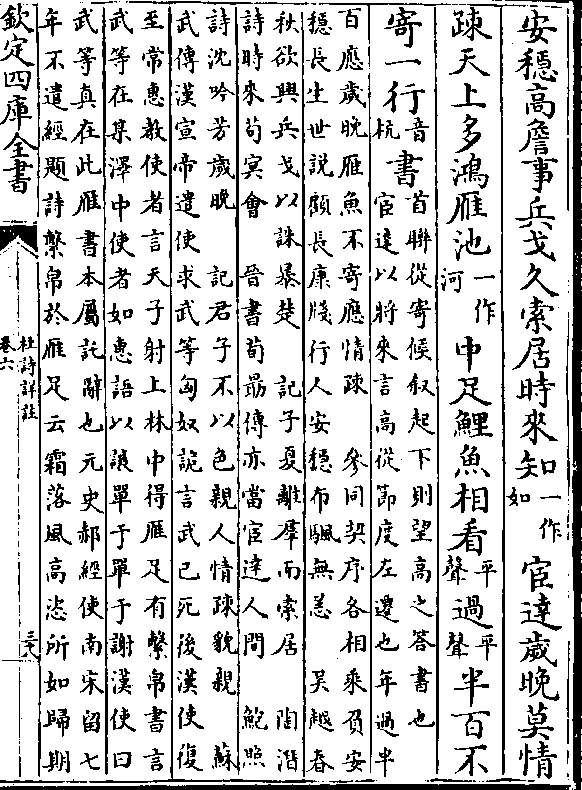 安穩高詹事兵戈久索居時來知一作如宦達歲晚莫情
疎天上多鴻雁池一作河中足鯉魚相看平聲過平聲半百不
寄一行音杭書首聯從寄候叙起下則望高之答書也
宦達以將來言高從節度左遷也年過半
百應歲晚雁魚不寄應情疎 參同契序各相乘負安
穩長生世説顧長康牋行人安穩布颿無恙 吳越春
秋欲興兵戈以誅暴楚 記子夏離羣而索居 陶潛
詩時來苟冥會 晉書荀勗傳亦當宦達人間 鮑照
詩沈吟芳歲晚 記君子不以色親人情疎貌親 蘇
武傳漢宣帝遣使求武等匈奴詭言武已死後漢使復
至常惠教使者言天子射上林中得雁足有繫帛書言
武等在某澤中使者如惠語以讓單于單于謝漢使曰
武等真在此雁書本屬託辭也元史郝經使南宋留七
年不遣經題詩繫帛於雁足云霜落風高恣所如歸期
欽定四庫全書
杜詩詳註
卷六
三八